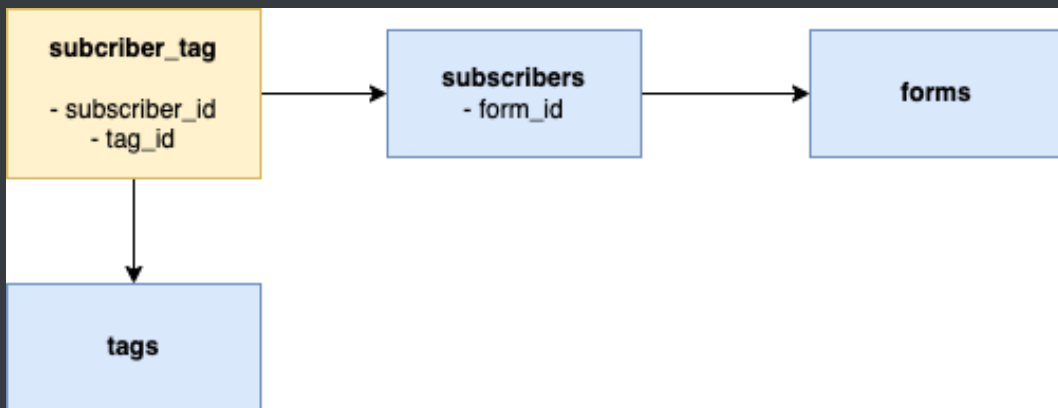 subcriber_tag
- subscriber_id
- tag_id
subscribers
- form_id
forms
tags